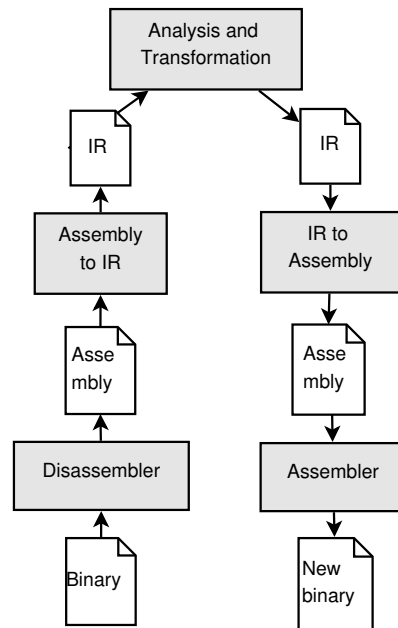 Analysis and
Transformation
IR
IR
Assembly
to IR
IR to
Assembly
Asse
mbly
Asse
mbly
Disassembler
Assembler
Binary
New
binary